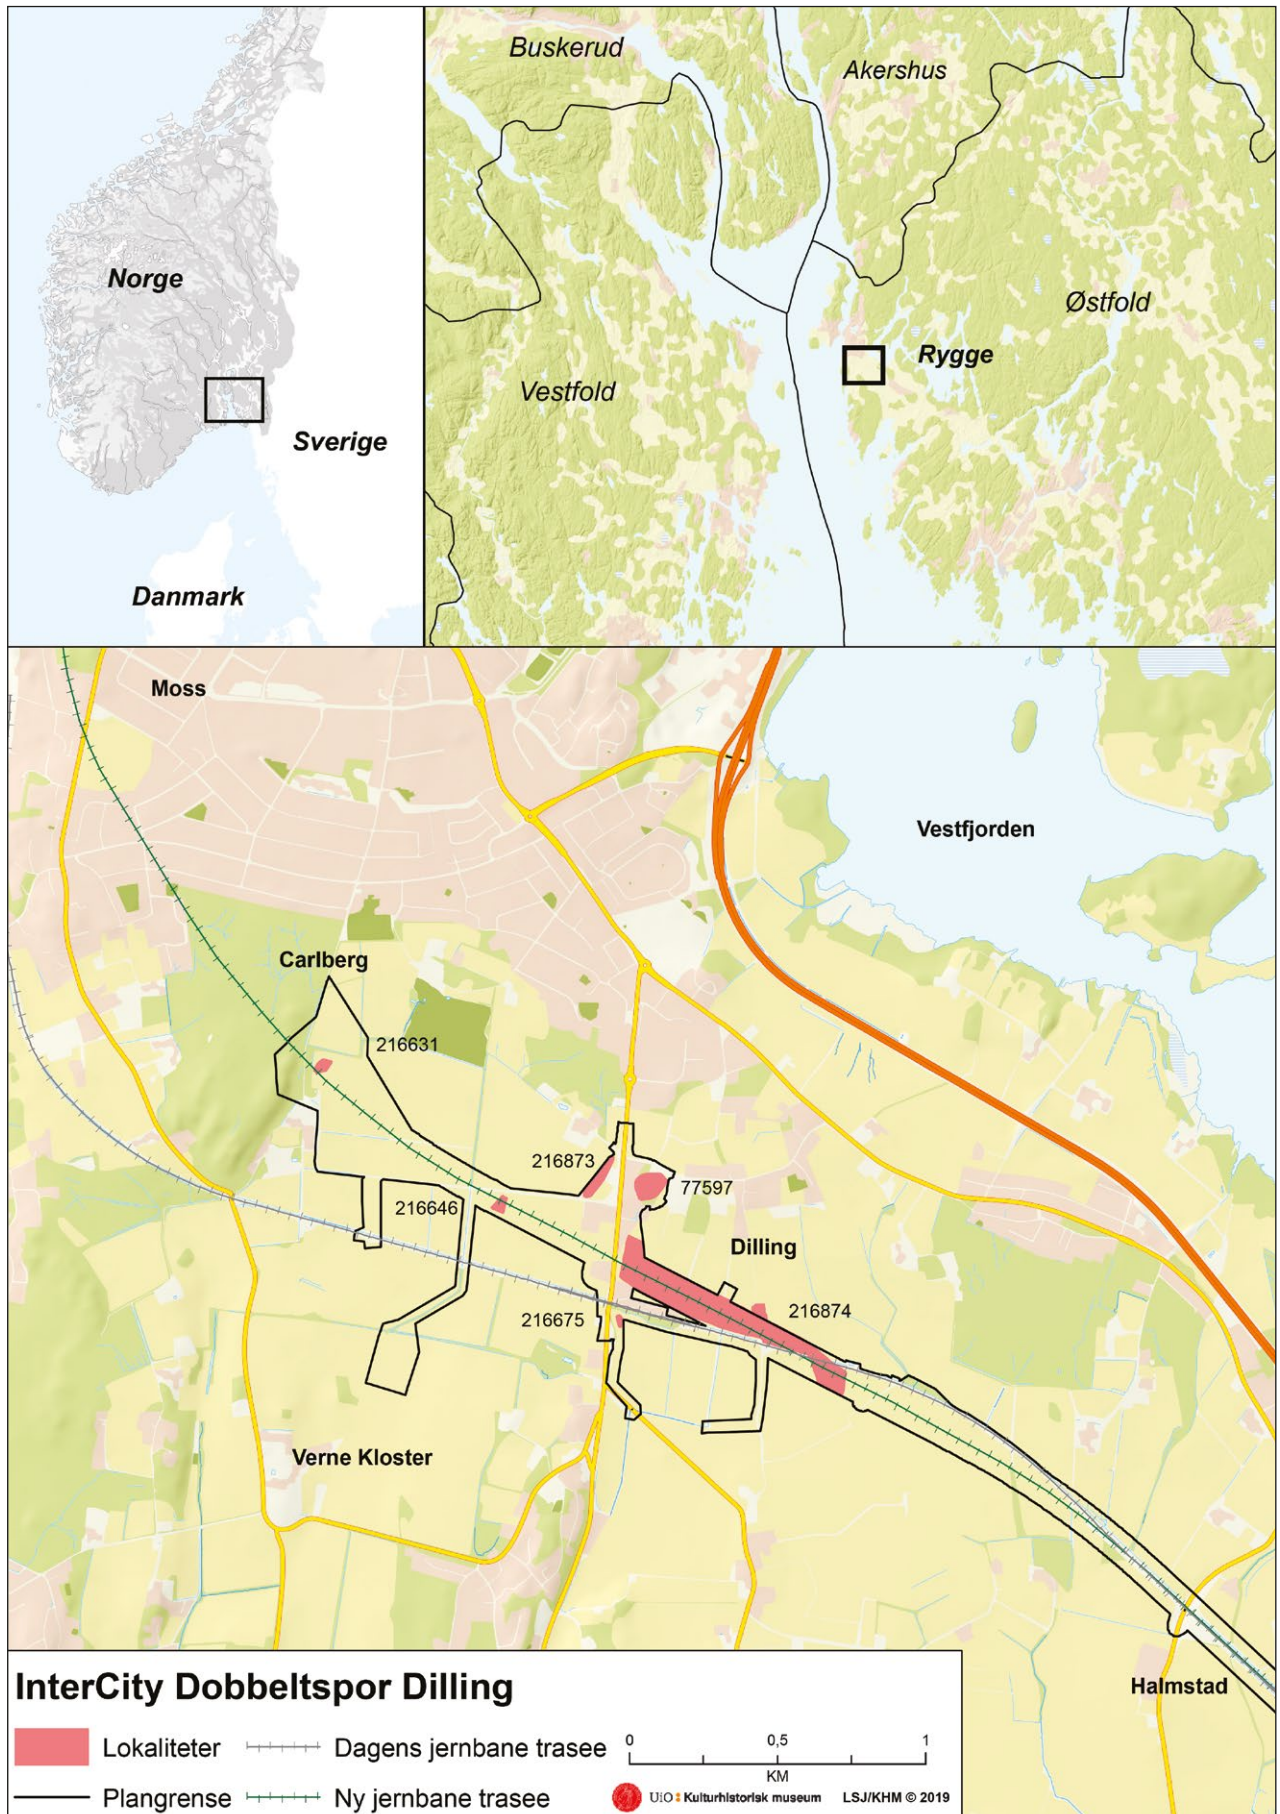 Norge
Sverige
Danmark
Buskerud
Akershus
Østfold
Rygge
Vestfold
Moss
Vestfjorden
Carlberg
216631
216873
77597
216646
Dilling
216874
216675
Verne Kloster
Halmstad
InterCity Dobbeltspor Dilling
Lokaliteter
Dagens jernbane trasee
Plangrense
Ny jernbane trasee
0 0,5 1
KM
UiO Kulturhistorisk museum LSJ/KHM © 2019